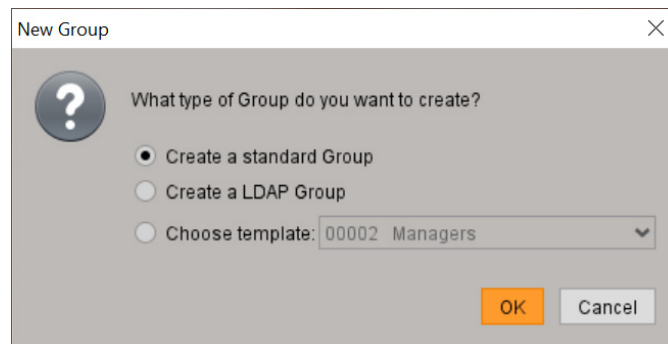 New Group
What type of Group do you want to create?
Create a standard Group
Create a LDAP Group
Choose template: 00002 Managers
OK Cancel